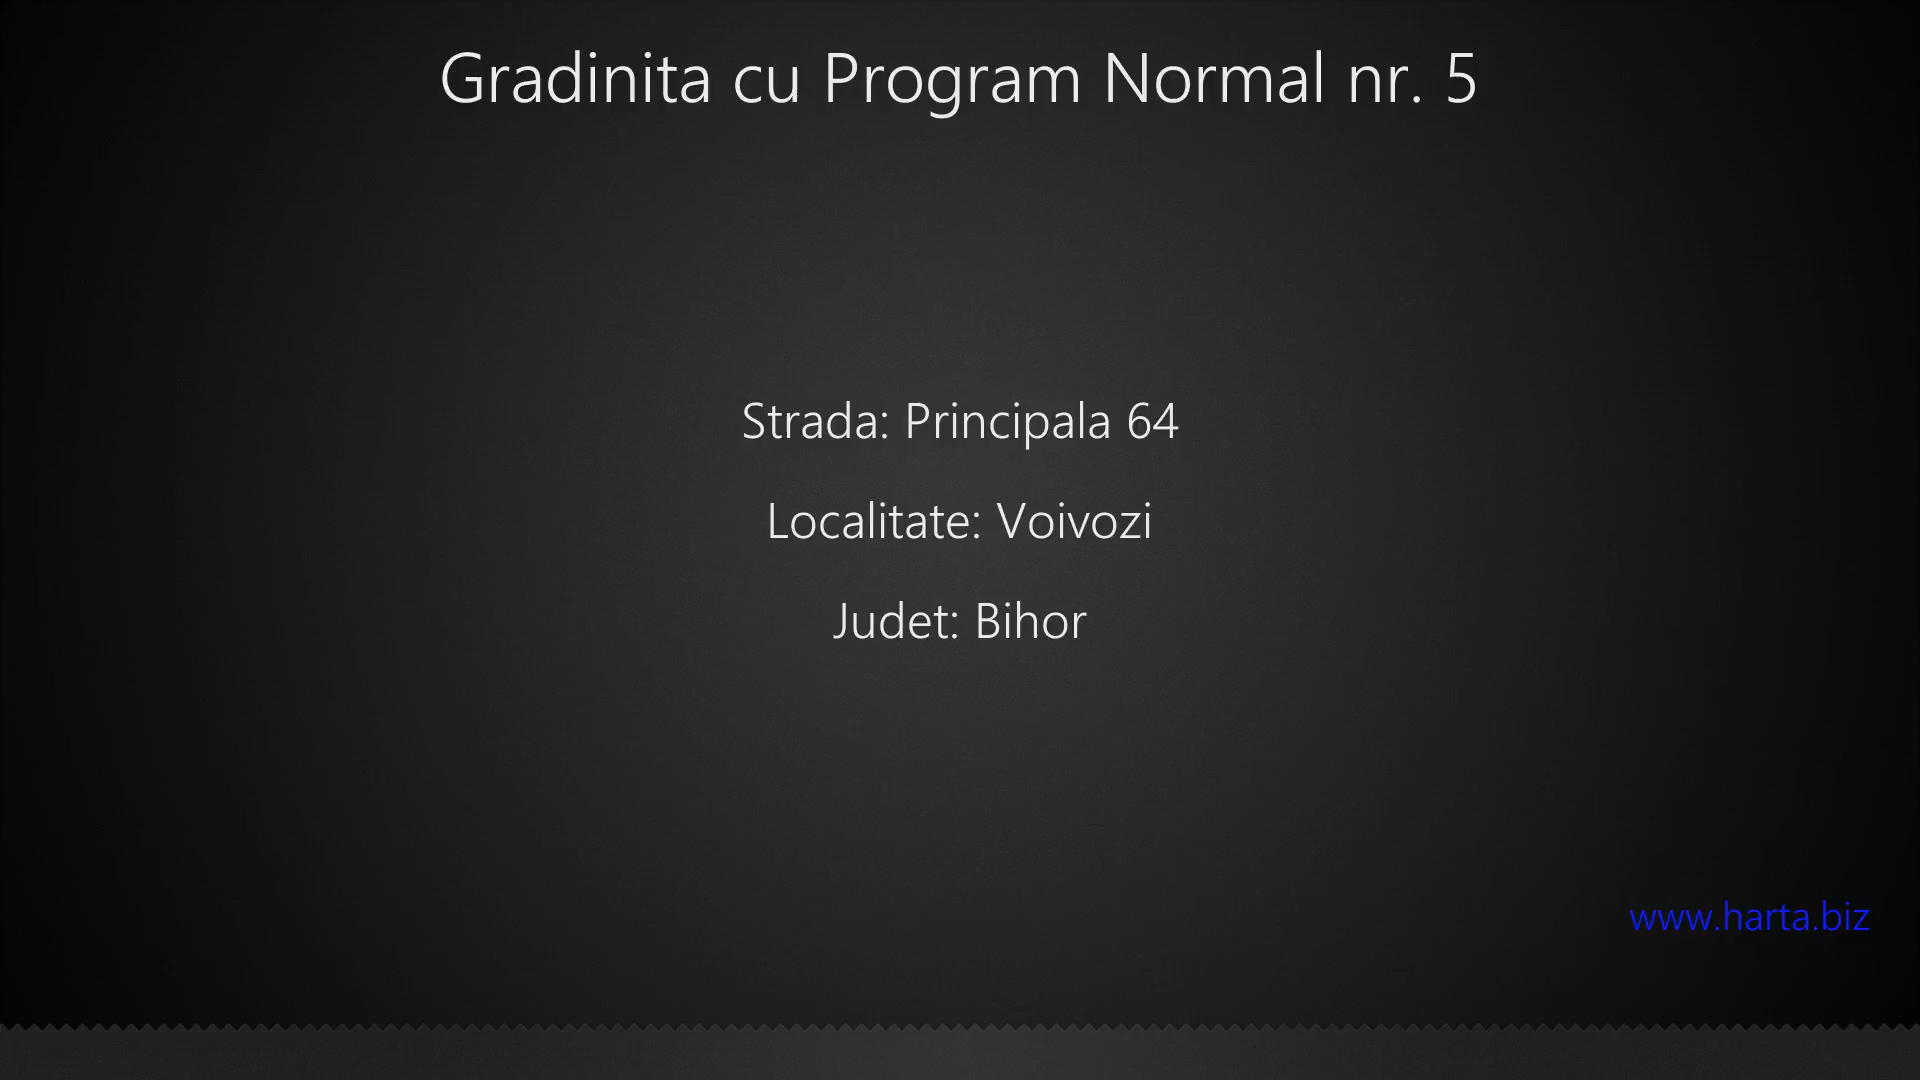 Gradinita cu Program Normal nr. 5
Strada: Principala 64
Localitate: Voivozi
Judet: Bihor
www.harta.biz